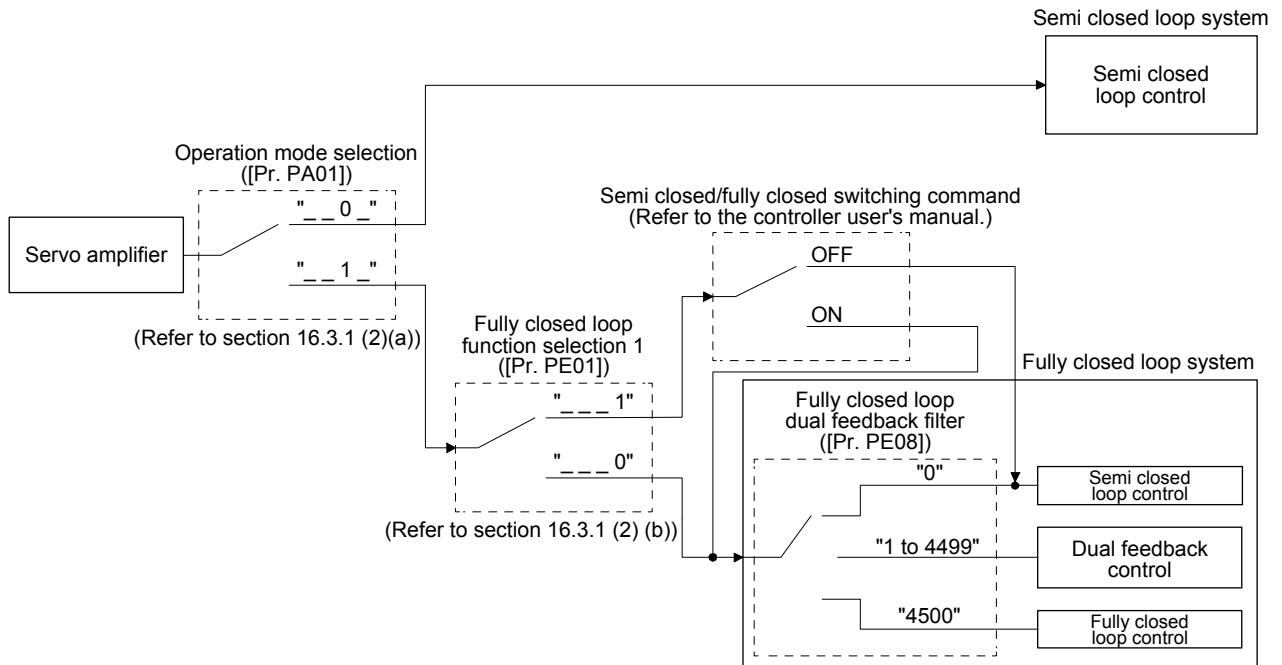 Semi closed loop system
Semi closed
loop control
Operation mode selection
([Pr. PA01])
"_ _ 0 _"
"_ _ 1 _"
Servo amplifier
(Refer to section 16.3.1 (2)(a))
Semi closed/fully closed switching command
(Refer to the controller user's manual.)
OFF
ON
Fully closed loop
function selection 1
([Pr. PE01])
"_ _ _ 1"
"_ _ _ 0"
(Refer to section 16.3.1 (2) (b))
Fully closed loop system
Fully closed loop
dual feedback filter
([Pr. PE08])
"0"
Semi closed
loop control
"1 to 4499"
Dual feedback
control
"4500"
Fully closed
loop control